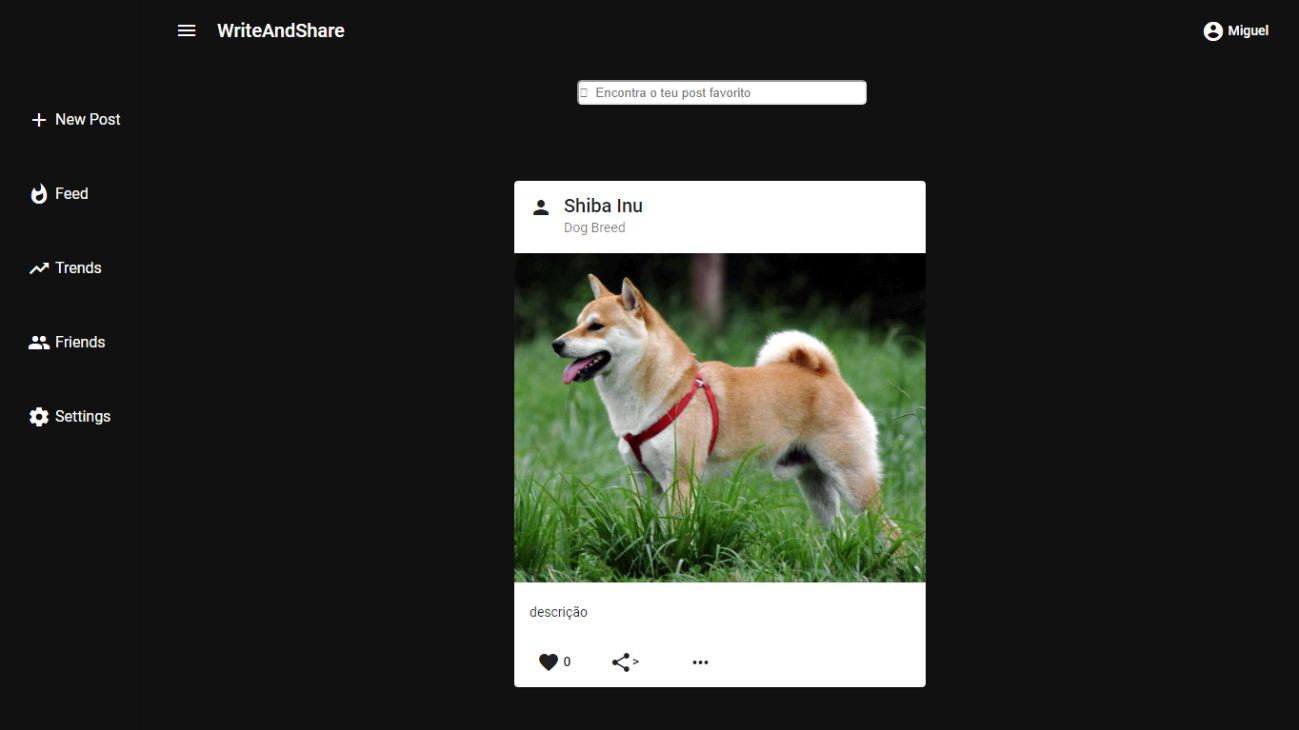 WriteAndShare
Miguel
Encontra o teu post favorito
New Post
Feed
Trends
Friends
Settings
Shiba Inu
Dog Breed
descrição
0
>